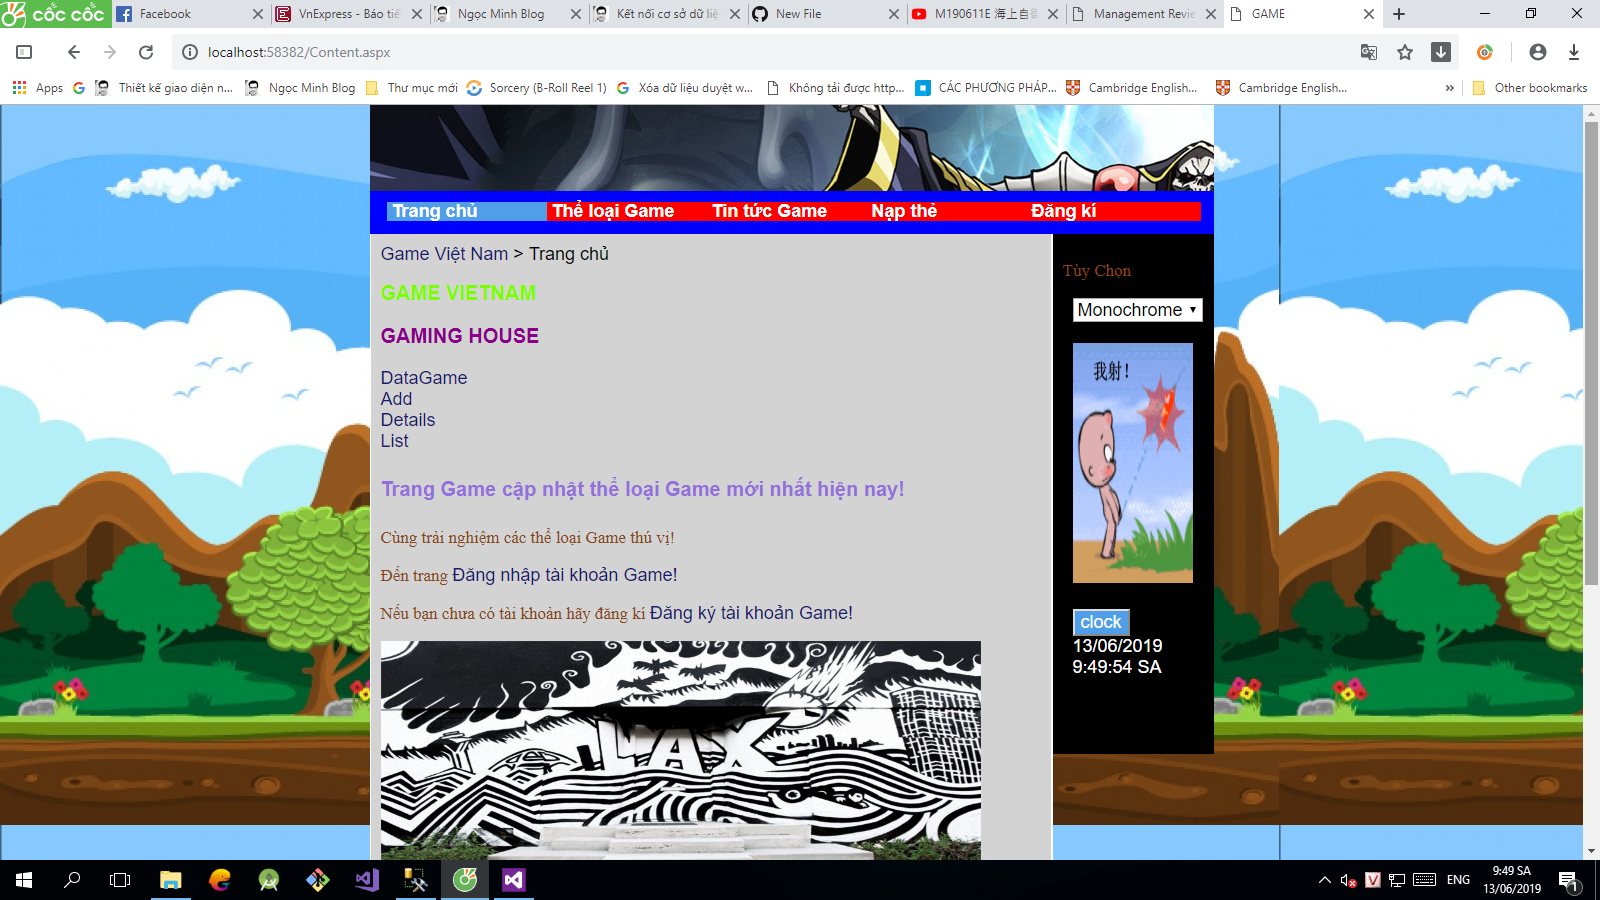 cốc cốc
Facebook
VnExpress - Báo tiế
Ngọc Minh Blog
Kết nối cơ sở dữ liệ
New File
M190611E 海上自衛
Management Revie
GAME
localhost:58382/Content.aspx
Apps
Thiết kế giao diện n...
Ngọc Minh Blog
Thư mục mới
Sorcery (B-Roll Reel 1)
Xóa dữ liệu duyệt w...
Không tải được http...
CÁC PHƯƠNG PHÁP...
Cambridge English...
Cambridge English...
»
Other bookmarks
Trang chủ
Thể loại Game
Tin tức Game
Nạp thẻ
Đăng kí
Game Việt Nam > Trang chủ
GAME VIETNAM
GAMING HOUSE
DataGame
Add
Details
List
Trang Game cập nhật thể loại Game mới nhất hiện nay!
Cùng trải nghiệm các thể loại Game thú vị!
Đến trang Đăng nhập tài khoản Game!
Nếu bạn chưa có tài khoản hãy đăng kí Đăng ký tài khoản Game!
LAX
Tùy Chọn
Monochrome
我射!
clock
13/06/2019
9:49:54 SA
ENG
9:49 SA
13/06/2019
1